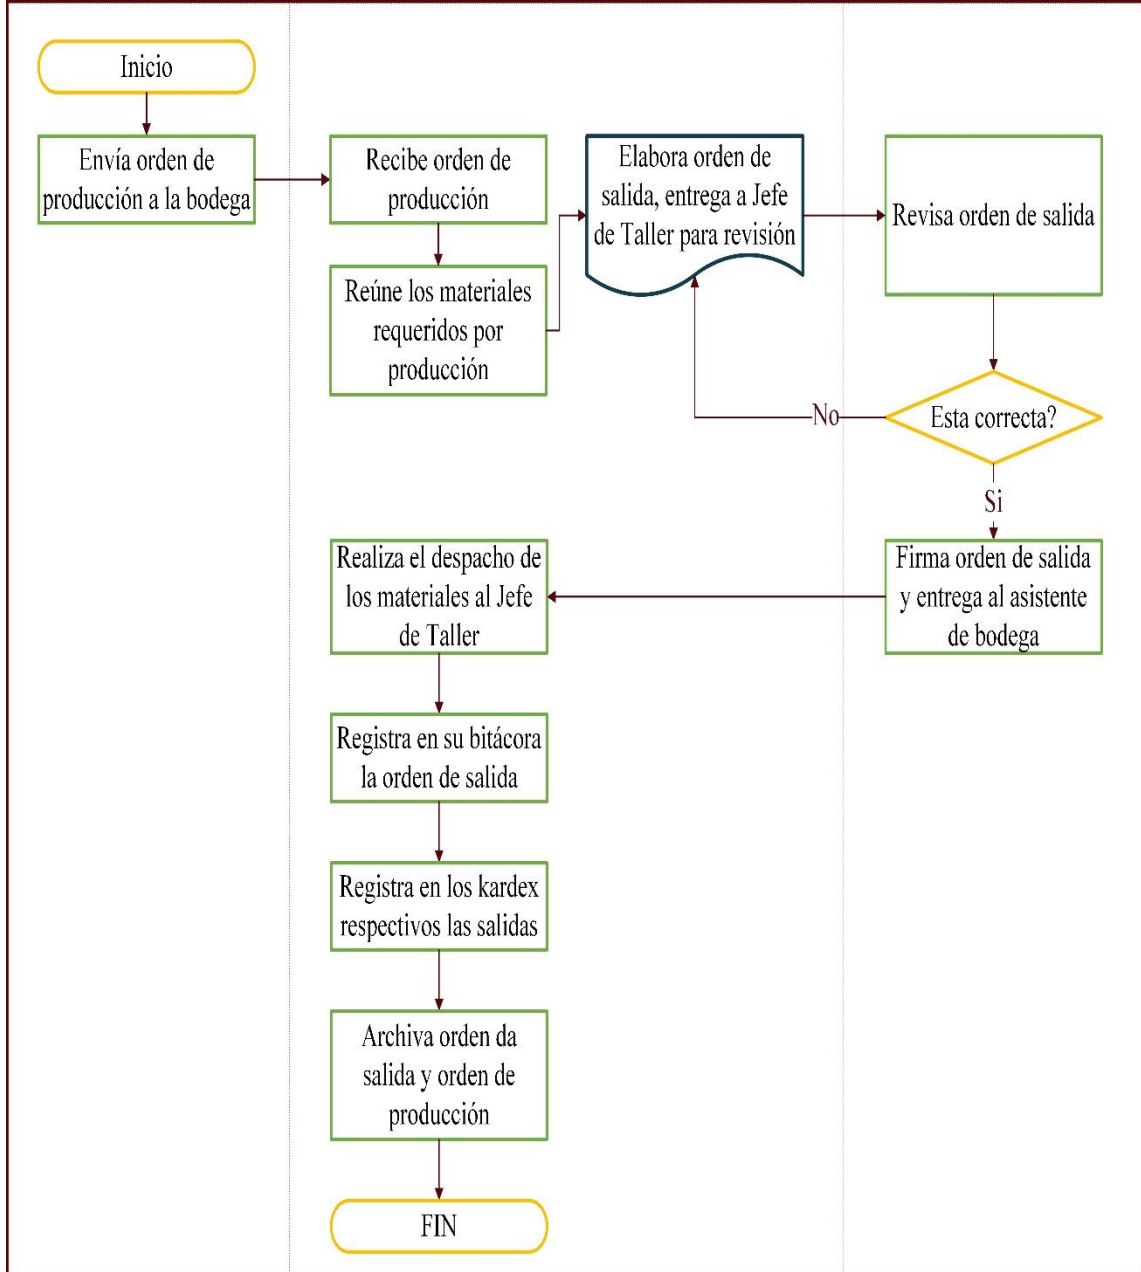 Inicio
Envía orden de
producción a la bodega
Recibe orden de
producción
Reúne los materiales
requeridos por
producción
Elabora orden de
salida, entrega a Jefe
de Taller para revisión
Revisa orden de salida
Esta correcta?
No
Si
Firma orden de salida
y entrega al asistente
de bodega
Realiza el despacho de
los materiales al Jefe
de Taller
Registra en su bitácora
la orden de salida
Registra en los kardex
respectivos las salidas
Archiva orden da
salida y orden de
producción
FIN